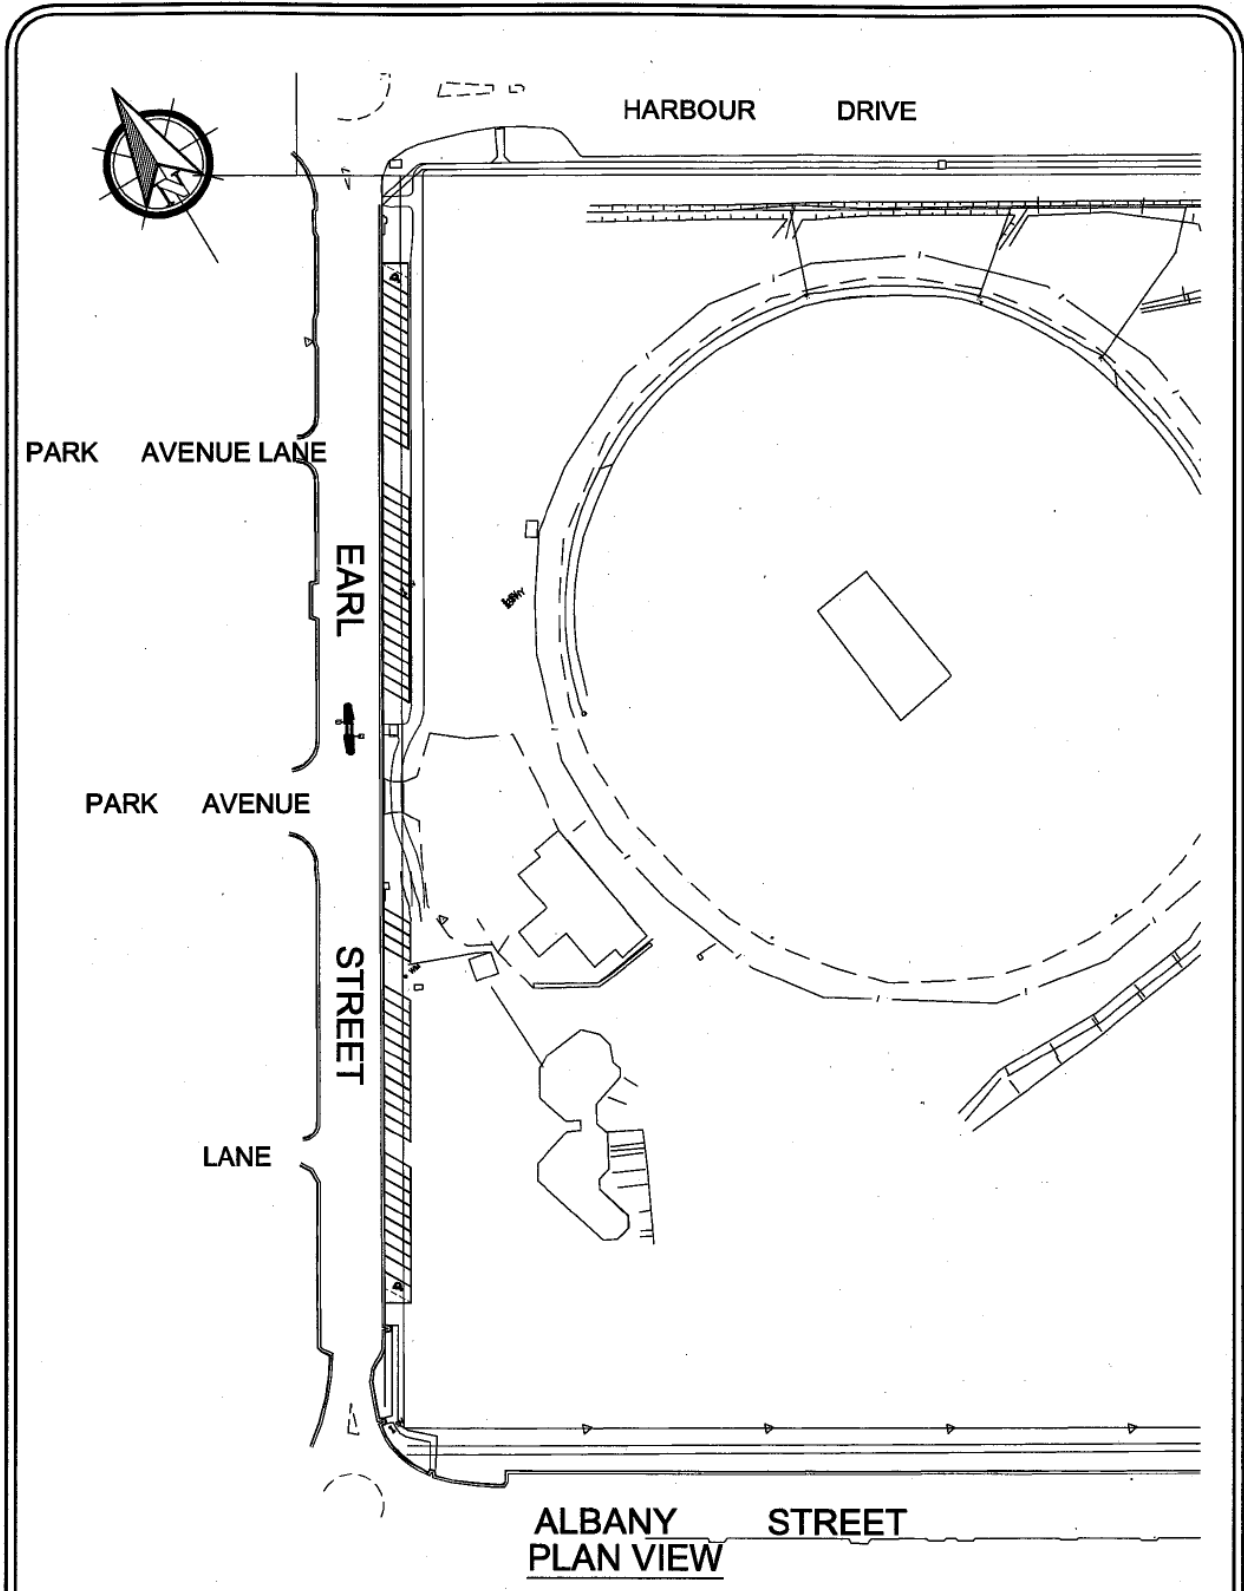 HARBOUR DRIVE
PARK AVENUE LANE
EARL
PARK AVENUE
STREET
LANE
ALBANY STREET
PLAN VIEW